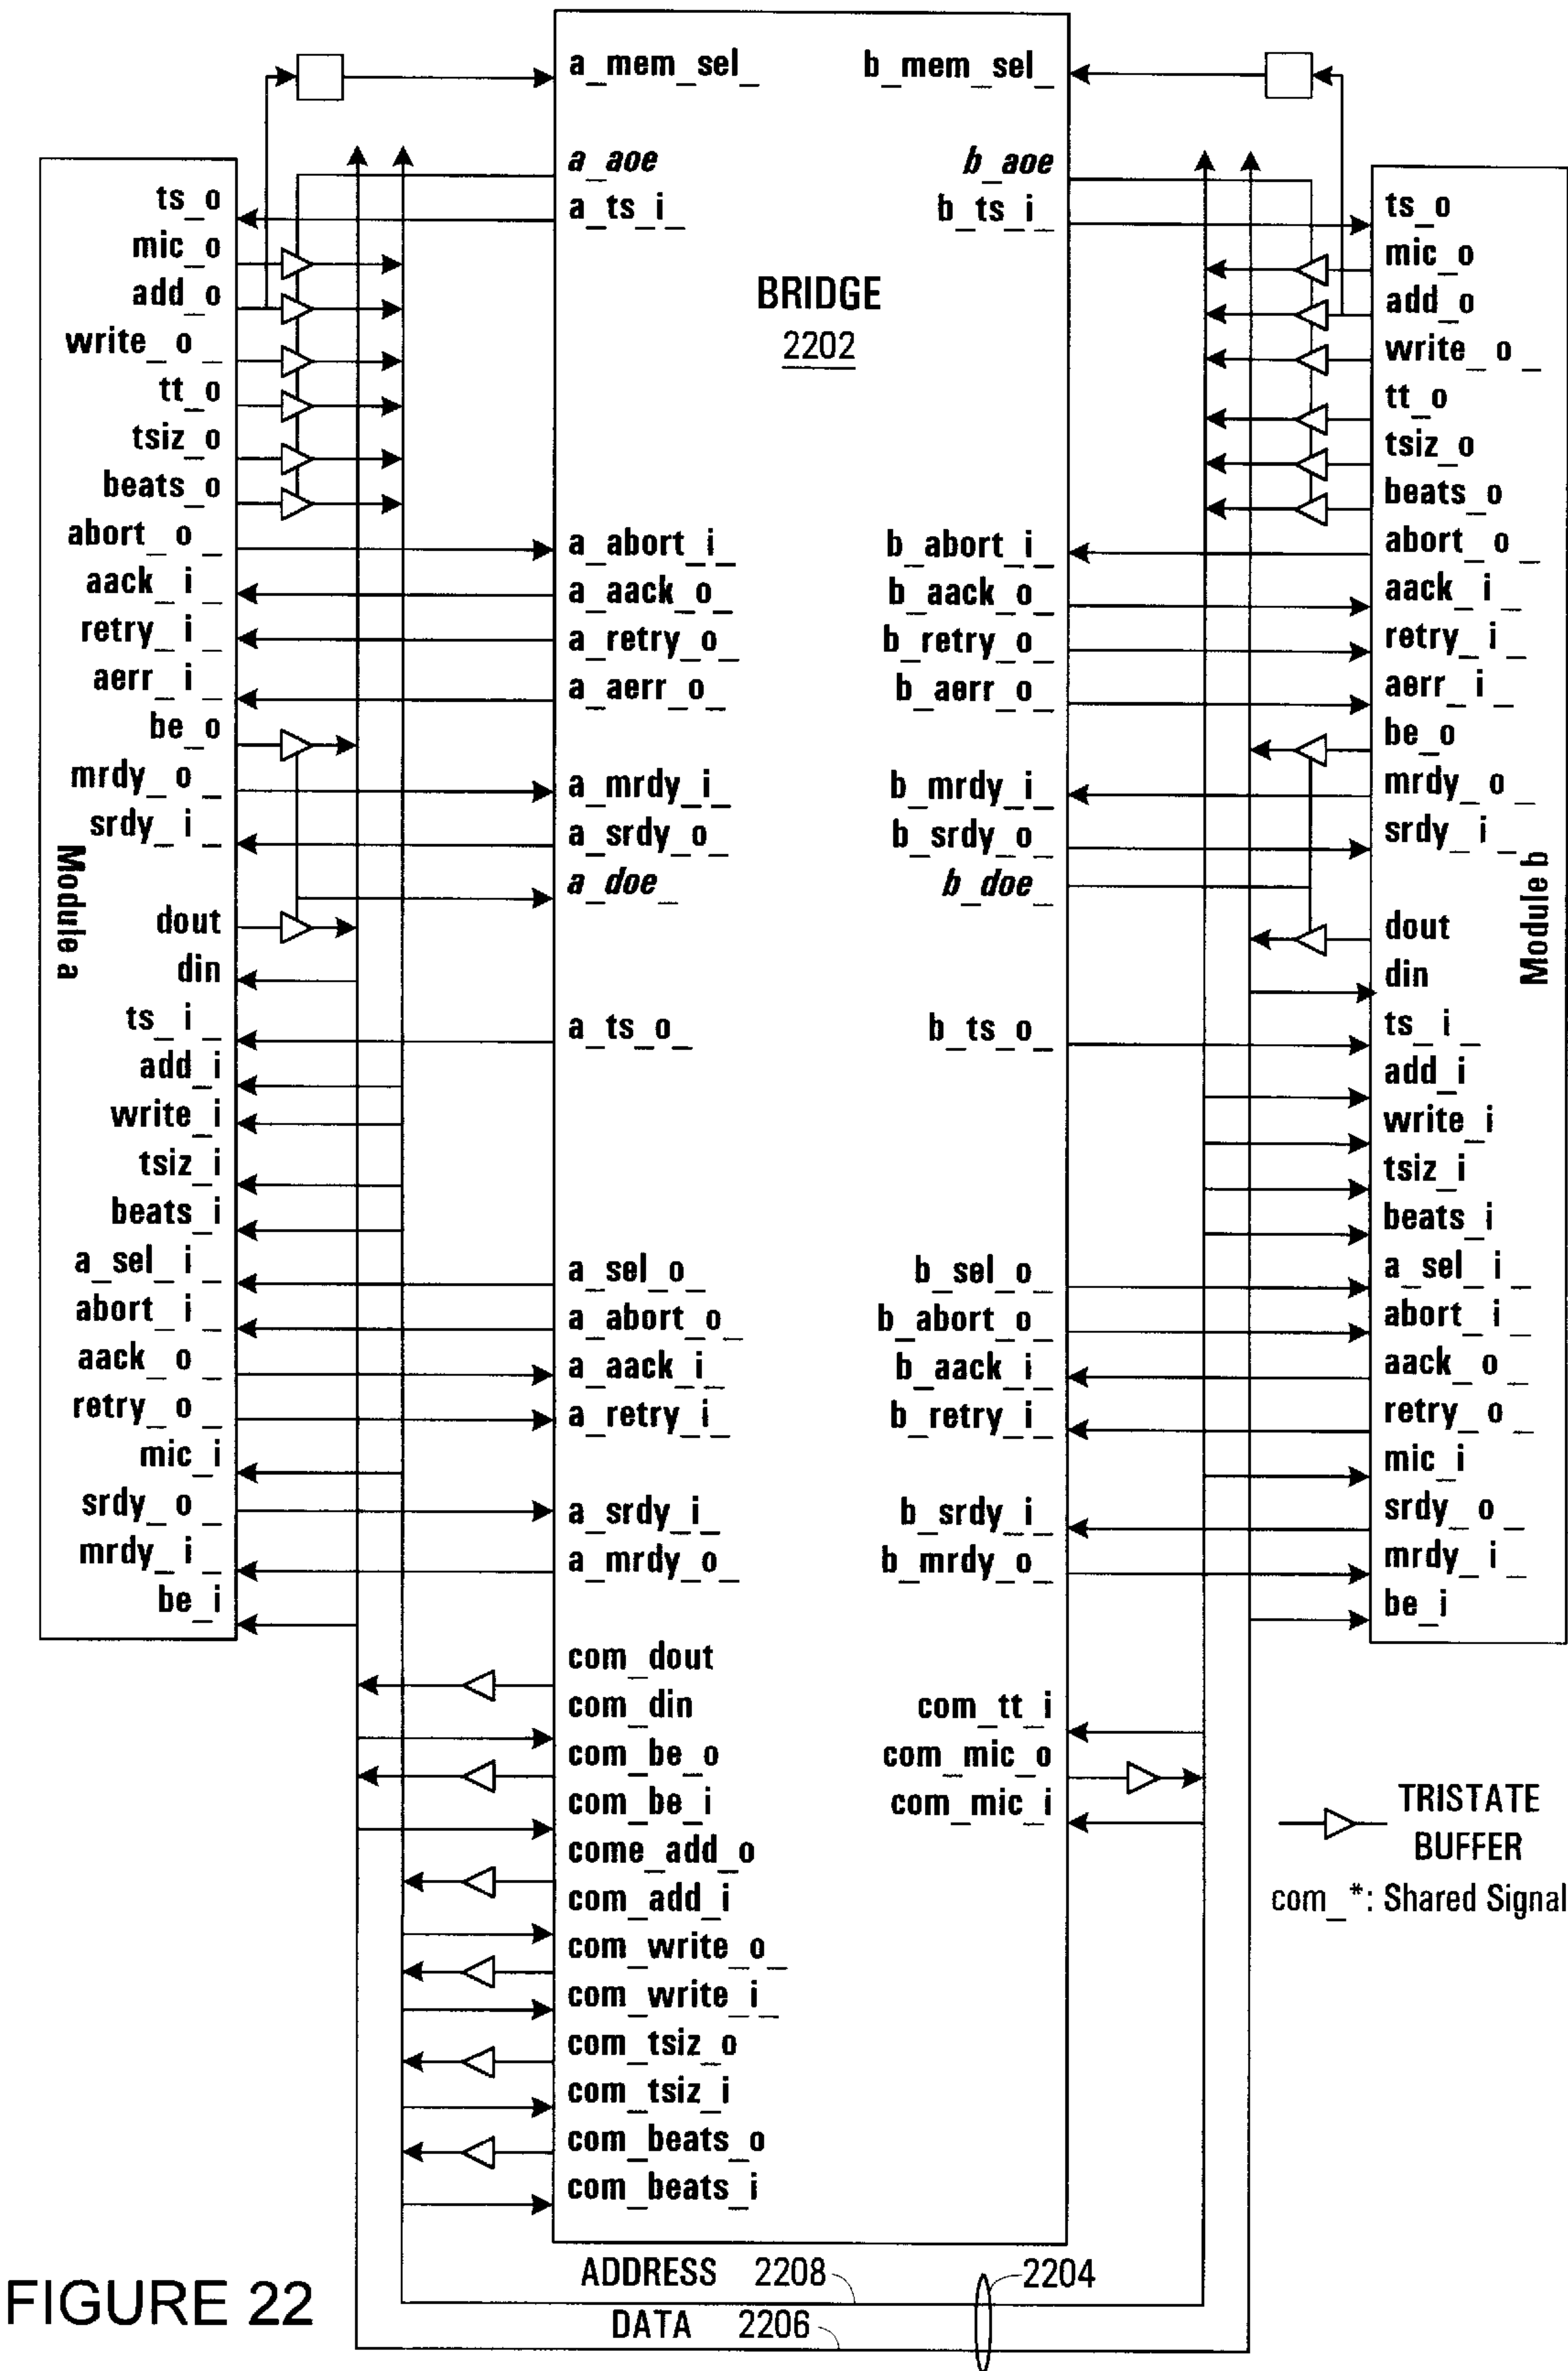 a_mem_sel_
b_mem_sel_
a_aoe
b_aoe
a_ts_i_
b_ts_i_
BRIDGE
2202
Module a
ts_o
mic_o
add_o
write_o_
tt_o
tsiz_o
beats_o
abort_o_
aack_i_
retry_i_
aerr_i_
be_o
mrdy_o_
srdy_i_
dout
din
ts_i_
add_i
write_i
tsiz_i
beats_i
a_sel_i_
abort_i_
aack_o_
retry_o_
mic_i
srdy_o_
mrdy_i_
be_i
a_abort_i_
a_aack_o_
a_retry_o_
a_aerr_o_
a_mrdy_i_
a_srdy_o_
a_doe_
a_ts_o_
a_sel_o_
a_abort_o_
a_aack_i_
a_retry_i_
a_srdy_i_
a_mrdy_o_
com_dout
com_din
com_be_o
com_be_i
come_add_o
com_add_i
com_write_o_
com_write_i_
com_tsiz_o
com_tsiz_i
com_beats_o
com_beats_i
b_abort_i_
b_aack_o_
b_retry_o_
b_aerr_o_
b_mrdy_i_
b_srdy_o_
b_doe_
b_ts_o_
b_sel_o_
b_abort_o_
b_aack_i_
b_retry_i_
b_srdy_i_
b_mrdy_o_
com_tt_i
com_mic_o
com_mic_i
ts_o
mic_o
add_o
write_o_
tt_o
tsiz_o
beats_o
abort_o_
aack_i_
retry_i_
aerr_i_
be_o
mrdy_o_
srdy_i_
dout
din
ts_i_
add_i
write_i
tsiz_i
beats_i
a_sel_i_
abort_i_
aack_o_
retry_o_
mic_i
srdy_o_
mrdy_i_
be_i
Module b
TRISTATE
BUFFER
com_*: Shared Signal
ADDRESS 2208
2204
DATA 2206
FIGURE 22